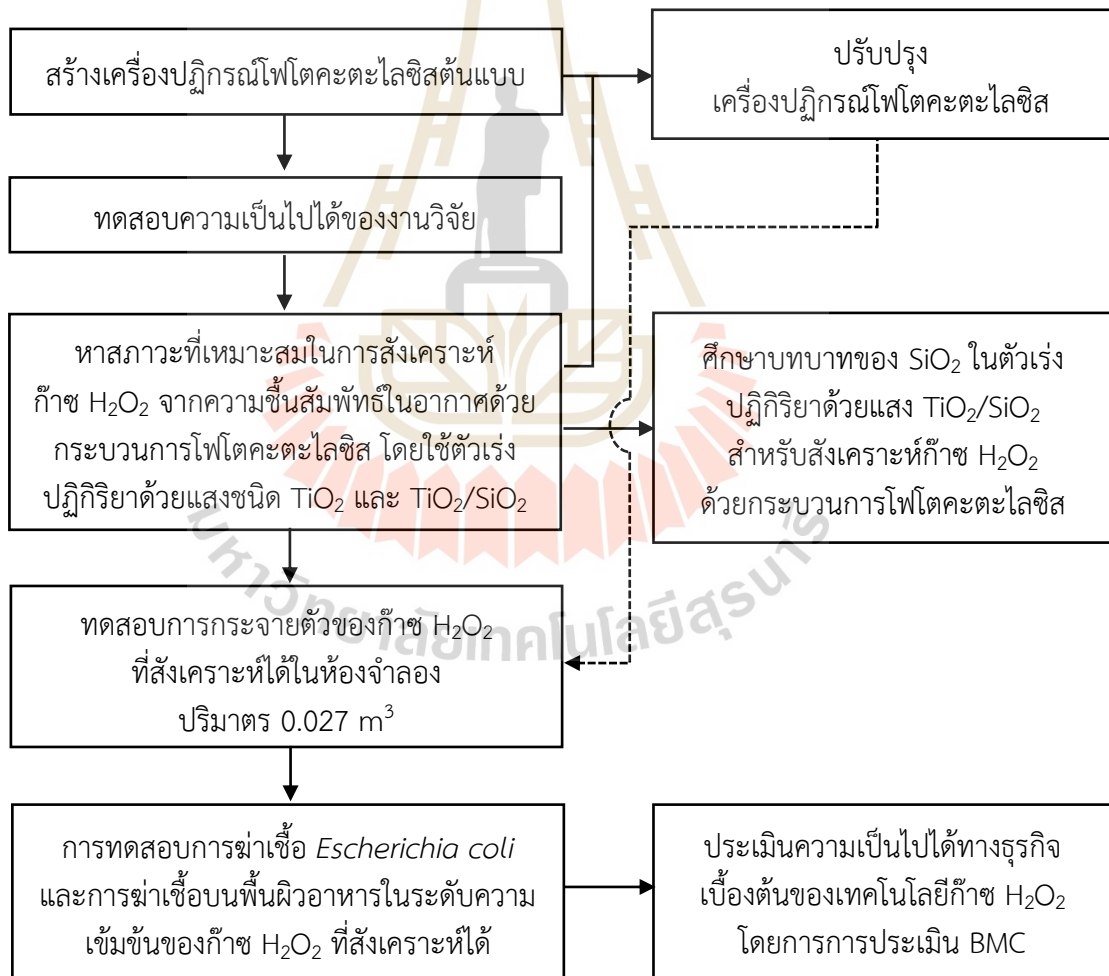 สร้างเครื่องปฏิกรณ์โฟโตคะตะไลซิสต้นแบบ
ปรับปรุง
เครื่องปฏิกรณ์โฟโตคะตะไลซิส
ทดสอบความเป็นไปได้ของงานวิจัย
หาสภาวะที่เหมาะสมในการสังเคราะห์
ก๊าซ H₂O₂ จากความชื้นสัมพัทธ์ในอากาศด้วย
กระบวนการโฟโตคะตะไลซิส โดยใช้ตัวเร่ง
ปฏิกิริยาด้วยแสงชนิด TiO₂ และ TiO₂/SiO₂
ศึกษาบทบาทของ SiO₂ ในตัวเร่ง
ปฏิกิริยาด้วยแสง TiO₂/SiO₂
สำหรับสังเคราะห์ก๊าซ H₂O₂
ด้วยกระบวนการโฟโตคะตะไลซิส
ทดสอบการกระจายตัวของก๊าซ H₂O₂
ที่สังเคราะห์ได้ในห้องจำลอง
ปริมาตร 0.027 m³
มหาวิทยาลัยเทคโนโลยีสุรนารี
การทดสอบการฆ่าเชื้อ Escherichia coli
และการฆ่าเชื้อบนพื้นผิวอาหารในระดับความ
เข้มข้นของก๊าซ H₂O₂ ที่สังเคราะห์ได้
ประเมินความเป็นไปได้ทางธุรกิจ
เบื้องต้นของเทคโนโลยีก๊าซ H₂O₂
โดยการการประเมิน BMC